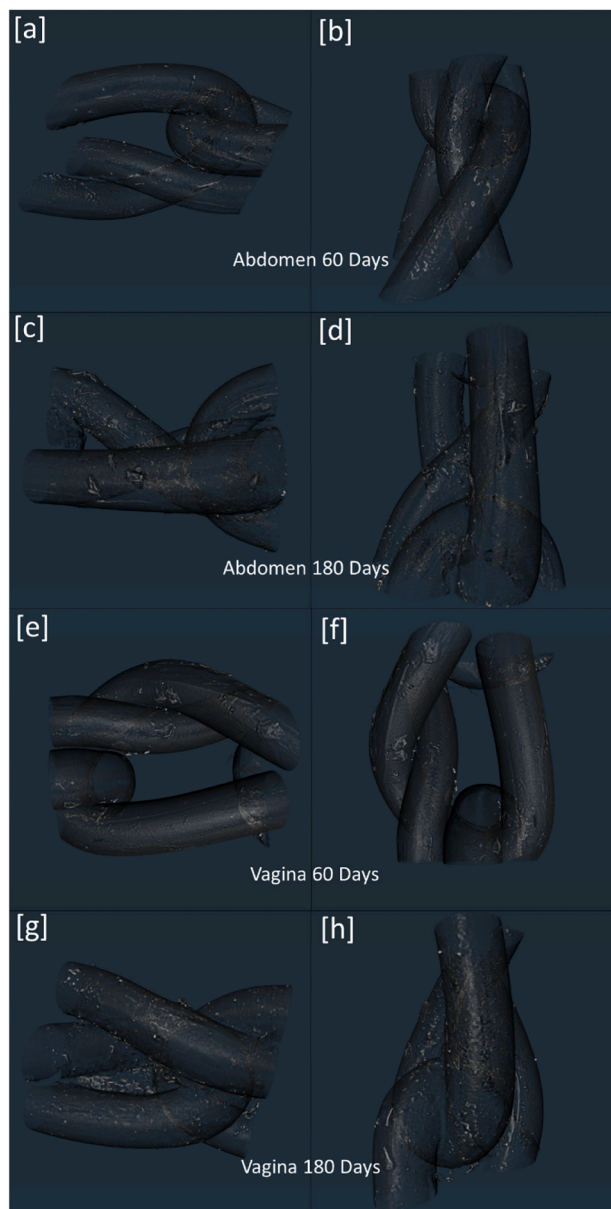 [a] [b]
Abdomen 60 Days
[c] [d]
Abdomen 180 Days
[e] [f]
Vagina 60 Days
[g] [h]
Vagina 180 Days